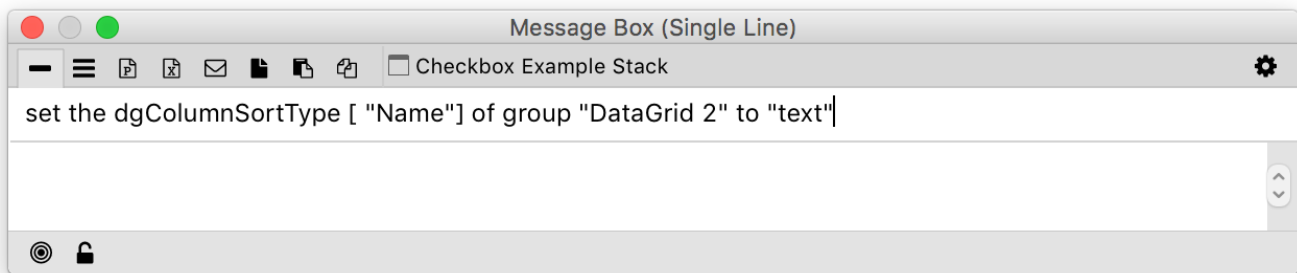 Message Box (Single Line)
Checkbox Example Stack
set the dgColumnSortType [ "Name"] of group "DataGrid 2" to "text"